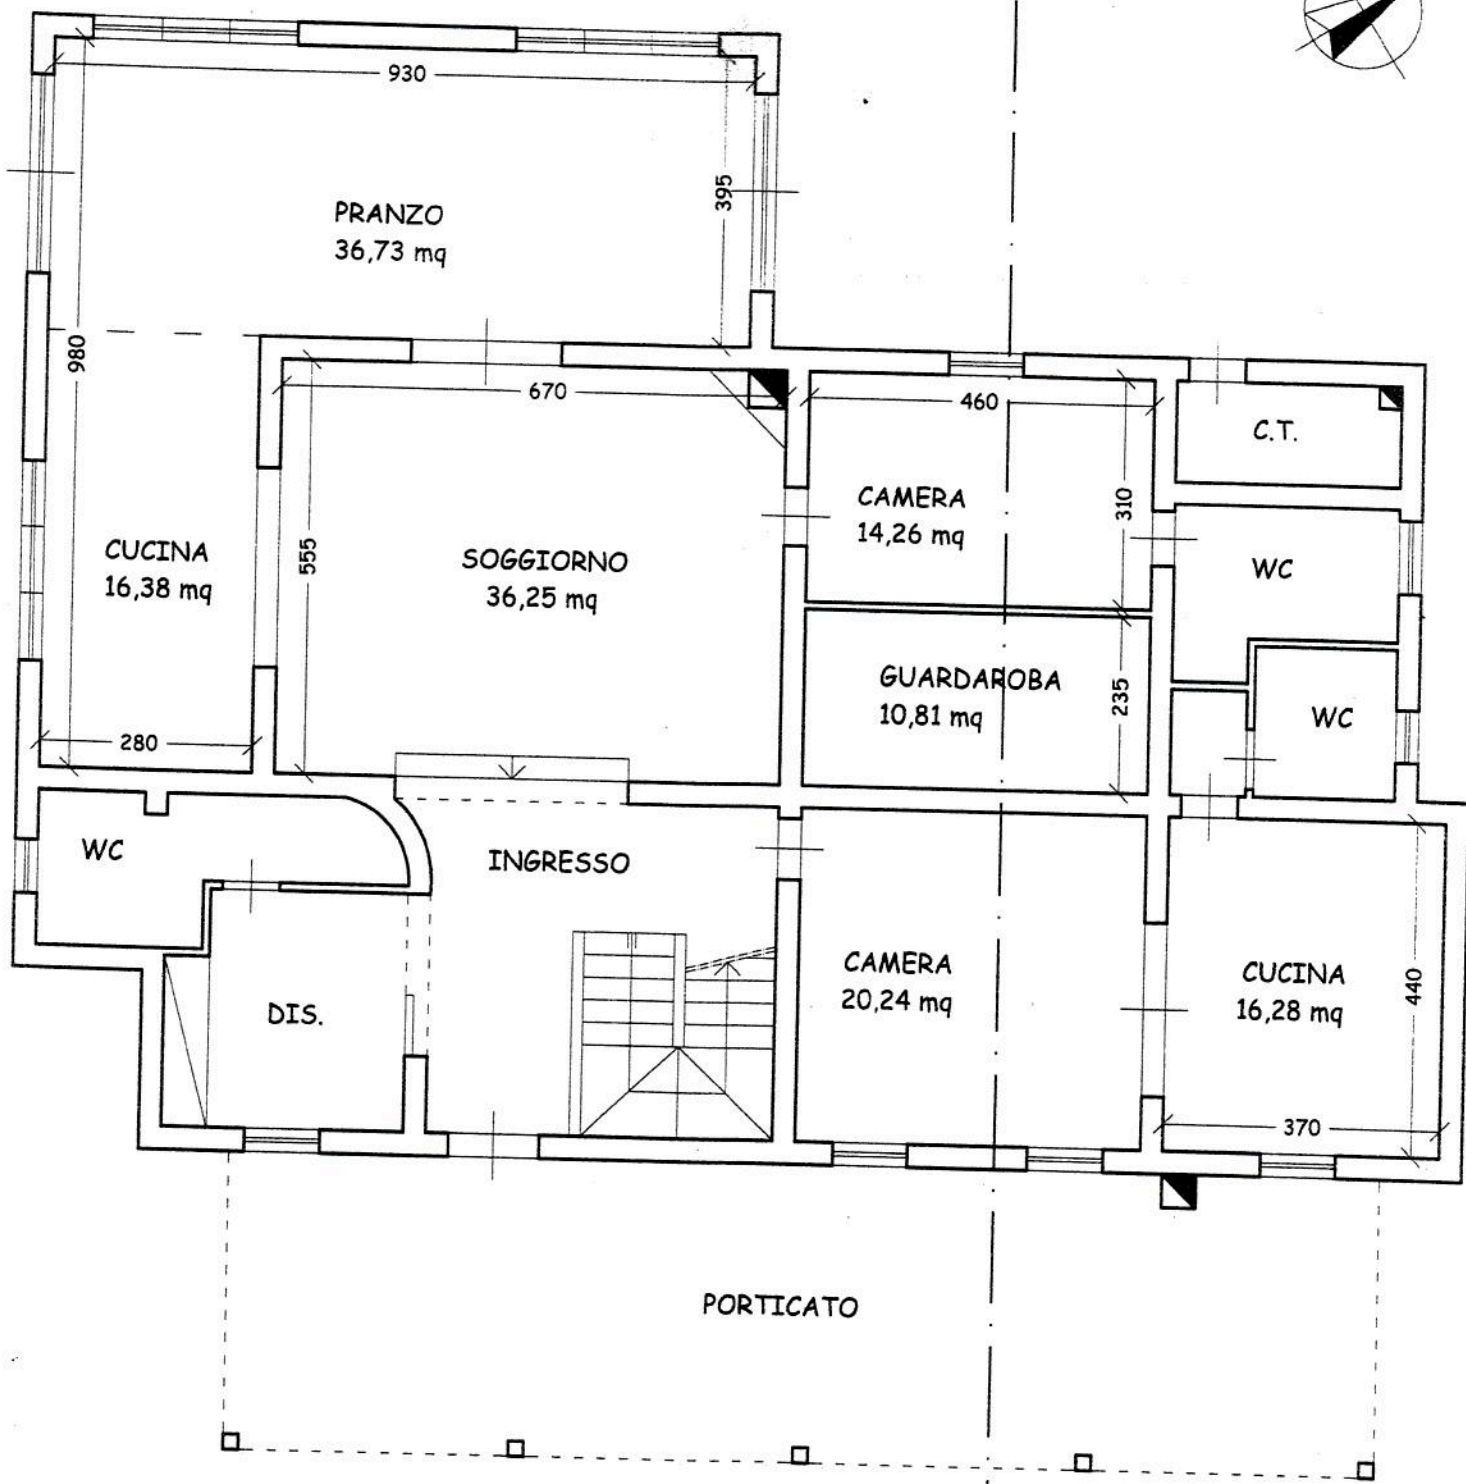 930
PRANZO
36,73 mq
395
980
670
460
C.T.
CAMERA
14,26 mq
310
CUCINA
16,38 mq
555
SOGGIORNO
36,25 mq
WC
GUARDAROBA
10,81 mq
235
WC
280
WC
INGRESSO
CAMERA
20,24 mq
CUCINA
16,28 mq
440
DIS.
370
PORTICATO